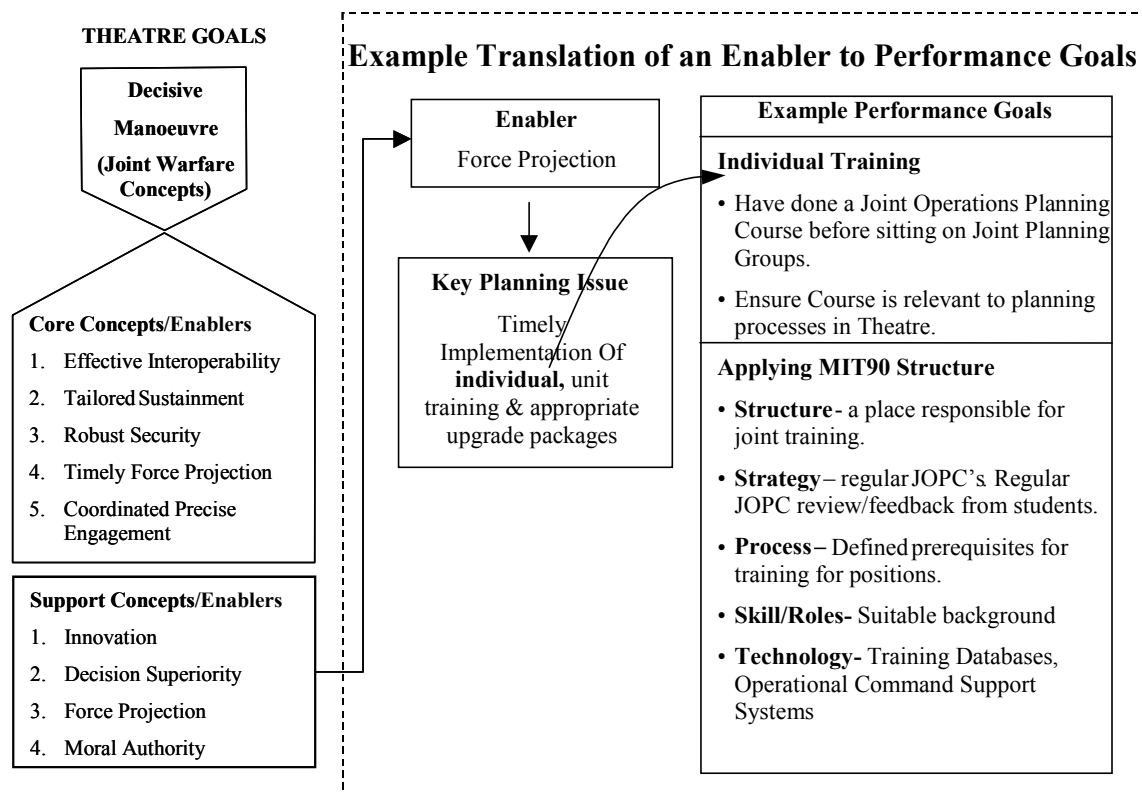 THEATRE GOALS
Decisive
Manoeuvre
(Joint Warfare
Concepts)
Core Concepts/Enablers
1. Effective Interoperability
2. Tailored Sustainment
3. Robust Security
4. Timely Force Projection
5. Coordinated Precise
Engagement
Support Concepts/Enablers
1. Innovation
2. Decision Superiority
3. Force Projection
4. Moral Authority
Example Translation of an Enabler to Performance Goals
Enabler
Force Projection
Key Planning Issue
Timely
Implementation Of
individual, unit
training & appropriate
upgrade packages
Example Performance Goals
Individual Training
• Have done a Joint Operations Planning
Course before sitting on Joint Planning
Groups.
• Ensure Course is relevant to planning
processes in Theatre.
Applying MIT90 Structure
• Structure- a place responsible for
joint training.
• Strategy– regular JOPC's. Regular
JOPC review/feedback from students.
• Process– Defined prerequisites for
training for positions.
• Skill/Roles- Suitable background
• Technology- Training Databases,
Operational Command Support
Systems